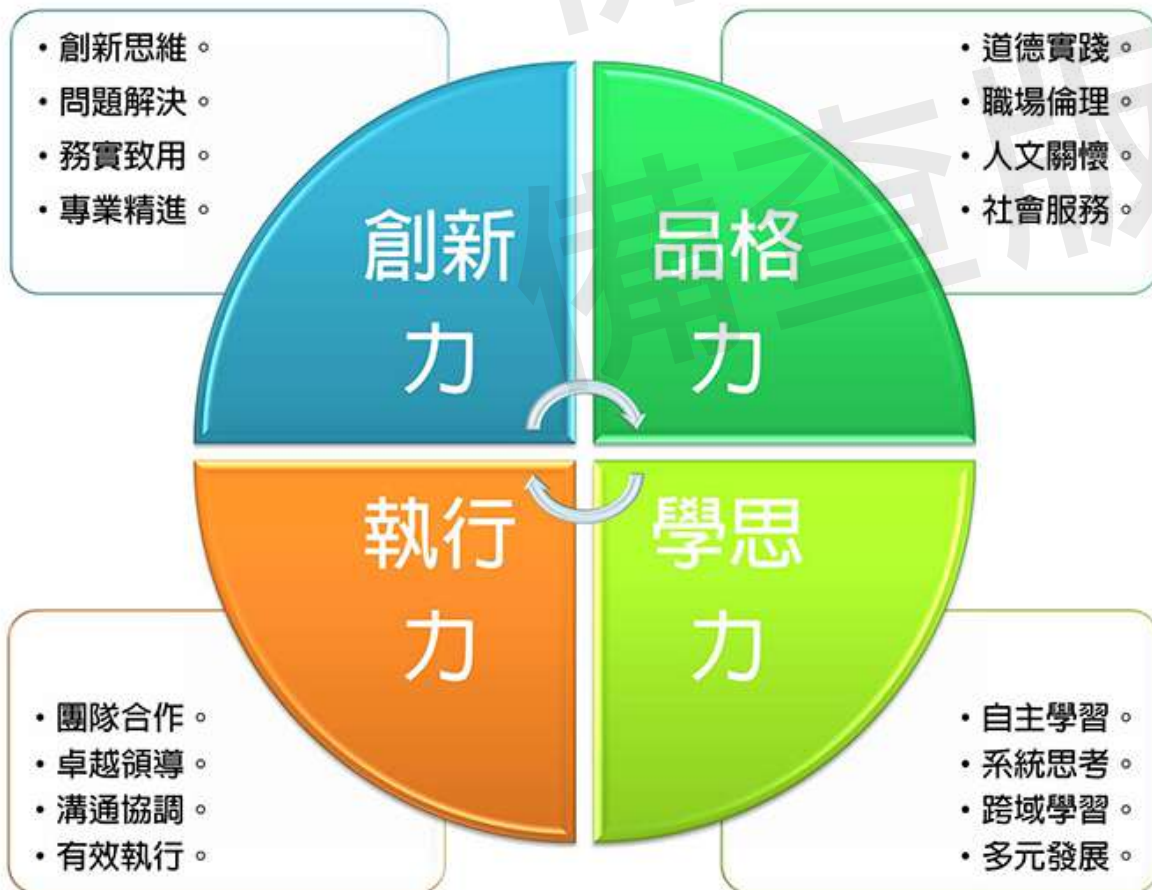 • 創新思維。
• 問題解決。
• 務實致用。
• 專業精進。
• 道德實踐。
• 職場倫理。
• 人文關懷。
• 社會服務。
創新
力
品格
力
執行
力
學思
力
• 團隊合作。
• 卓越領導。
• 溝通協調。
• 有效執行。
• 自主學習。
• 系統思考。
• 跨域學習。
• 多元發展。
備查版